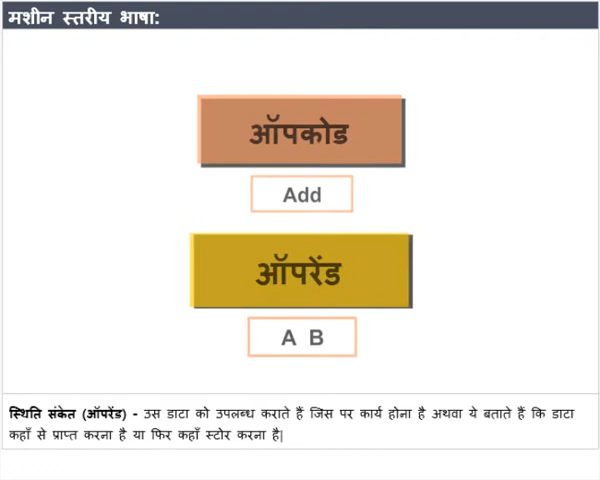 मशीन स्तरीय भाषा:
ऑपकोड
Add
ऑपरेंड
A B
स्थिति संकेत (ऑपरेंड) - उस डाटा को उपलब्ध कराते हैं जिस पर कार्य होना है अथवा ये बताते हैं कि डाटा
कहाँ से प्राप्त करना है या फिर कहाँ स्टोर करना है|